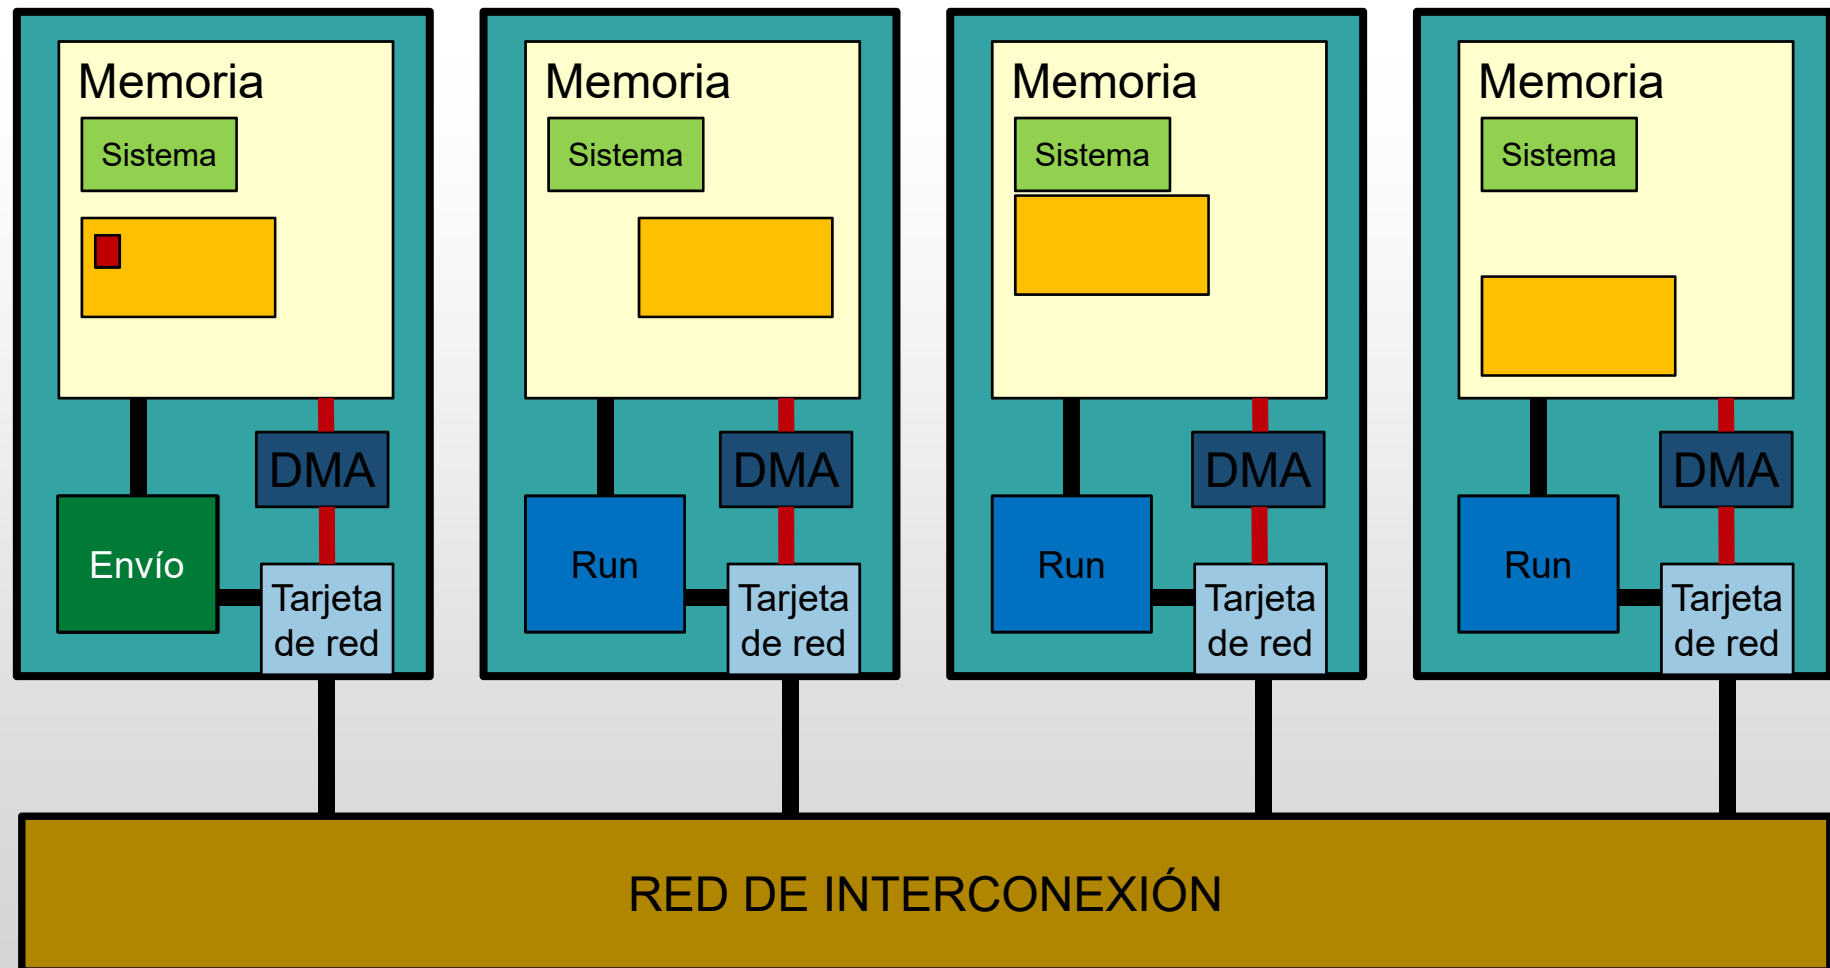 Memoria
Sistema
DMA
Envío
Tarjeta
de red
Memoria
Sistema
DMA
Run
Tarjeta
de red
Memoria
Sistema
DMA
Run
Tarjeta
de red
Memoria
Sistema
DMA
Run
Tarjeta
de red
RED DE INTERCONEXIÓN